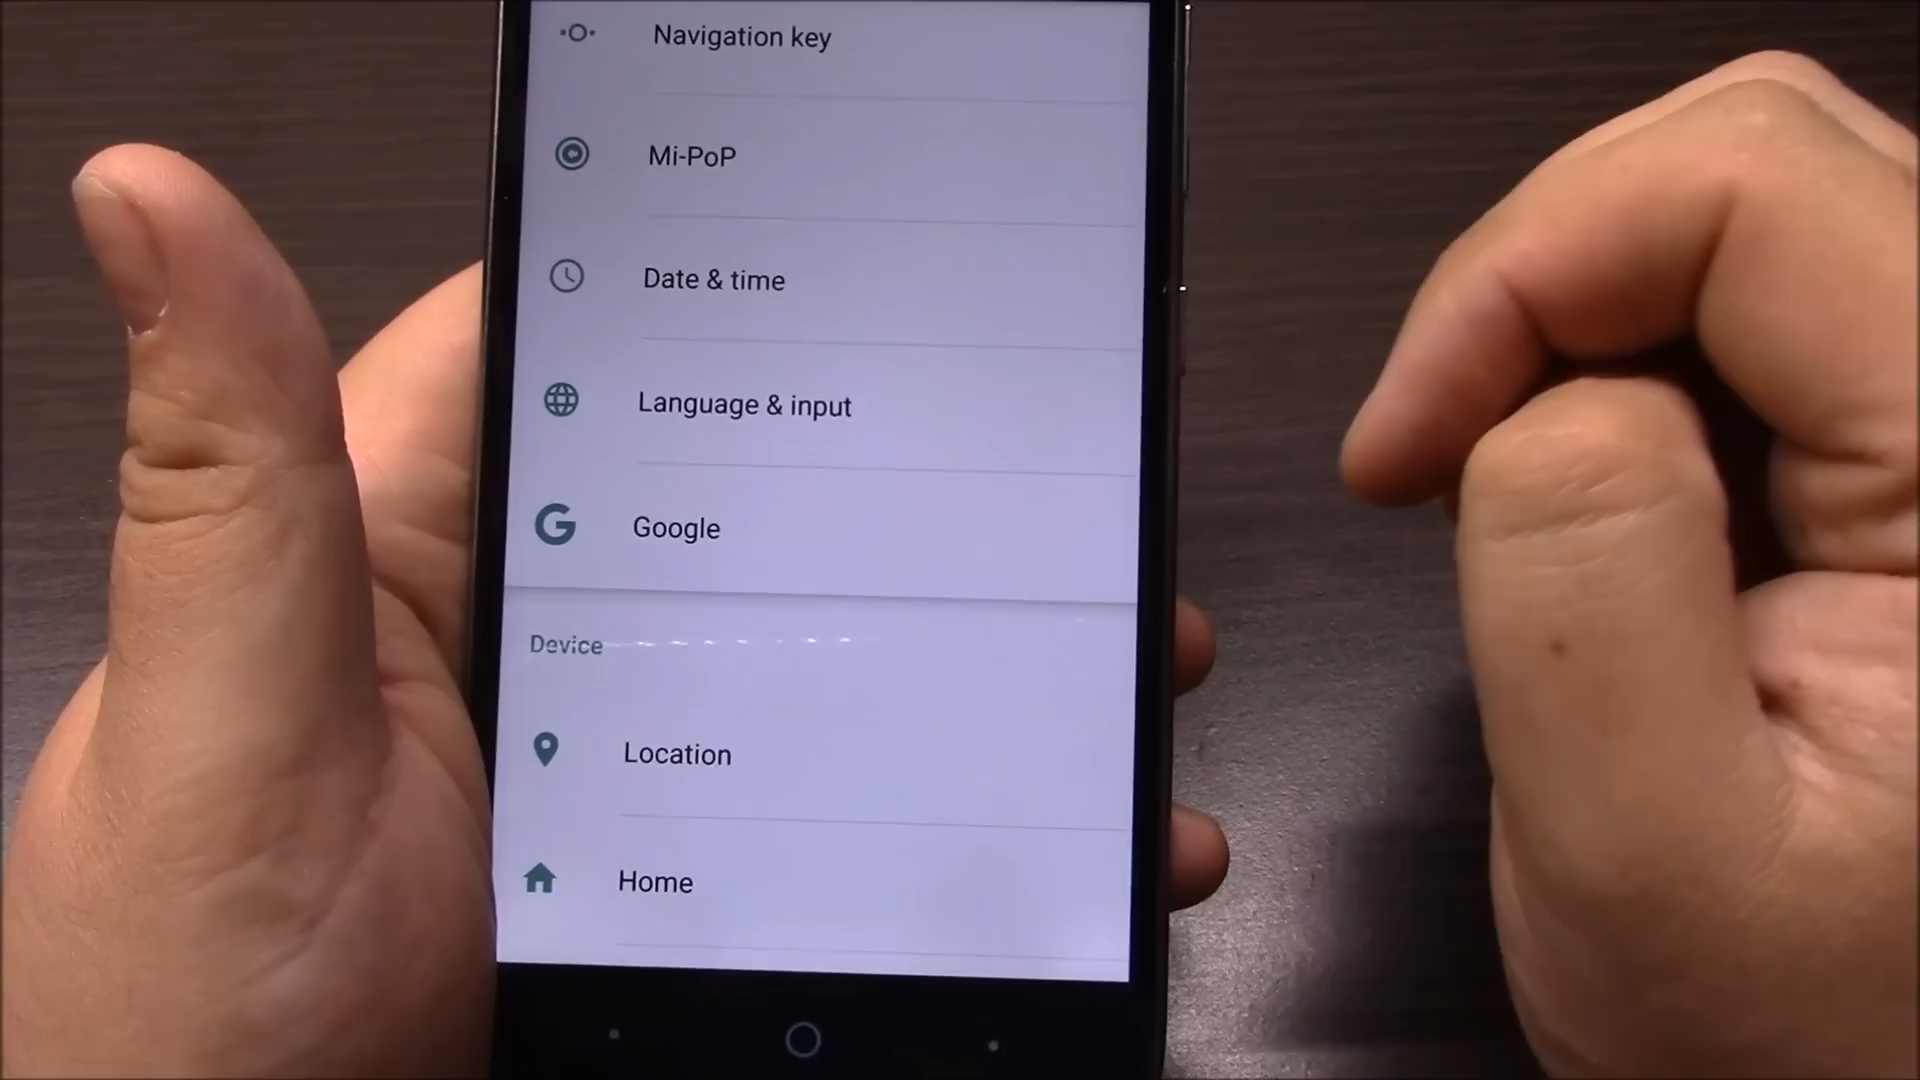 Navigation key
Mi-PoP
Date & time
Language & input
Google
Device
Location
Home